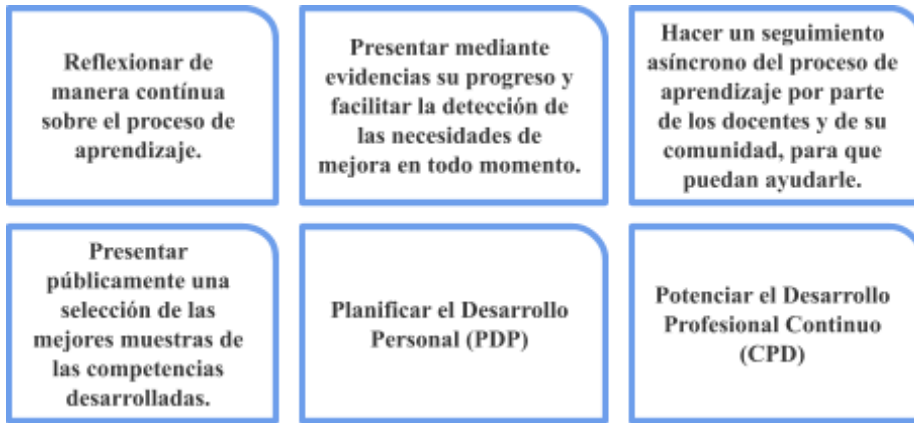 Reflexionar de
manera contínua
sobre el proceso de
aprendizaje.
Presentar mediante
evidencias su progreso y
facilitar la detección de
las necesidades de
mejora en todo momento.
Hacer un seguimiento
asíncrono del proceso de
aprendizaje por parte
de los docentes y de su
comunidad, para que
puedan ayudarle.
Presentar
públicamente una
selección de las
mejores muestras de
las competencias
desarrolladas.
Planificar el Desarrollo
Personal (PDP)
Potenciar el Desarrollo
Profesional Continuo
(CPD)